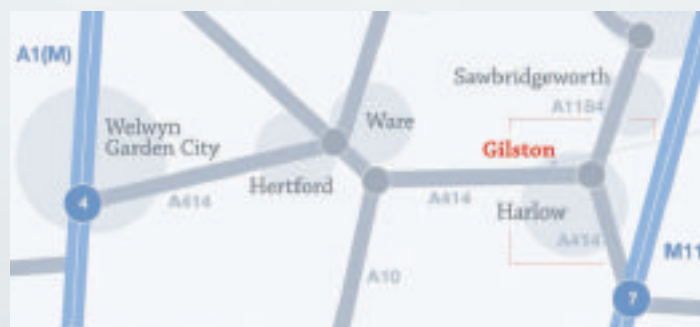 A1(M)
Sawbridgeworth
A1184
Welwyn
Garden City
Ware
Gilston
Hertford
A414
A414
Harlow
4
A414
M11
A10
7